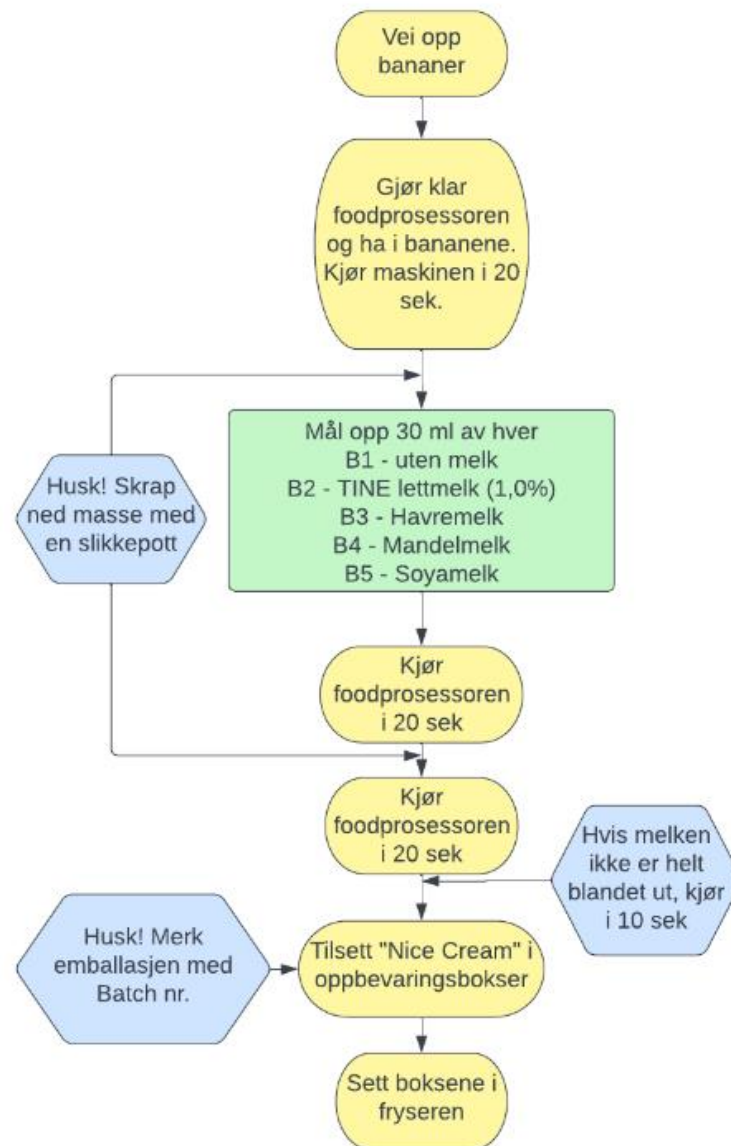 Vei opp
bananer
Gjør klar
foodprosessoren
og ha i bananene.
Kjør maskinen i 20
sek.
Mål opp 30 ml av hver
B1 - uten melk
B2 - TINE lettmelk (1,0%)
B3 - Havremelk
B4 - Mandelmelk
B5 - Soyamelk
Husk! Skrap
ned masse med
en slikkepott
Kjør
foodprosessoren
i 20 sek
Kjør
foodprosessoren
i 20 sek
Hvis melken
ikke er helt
blandet ut, kjør
i 10 sek
Husk! Merk
emballasjen med
Batch nr.
Tilsett "Nice Cream" i
oppbevaringsbokser
Sett boksene i
fryseren